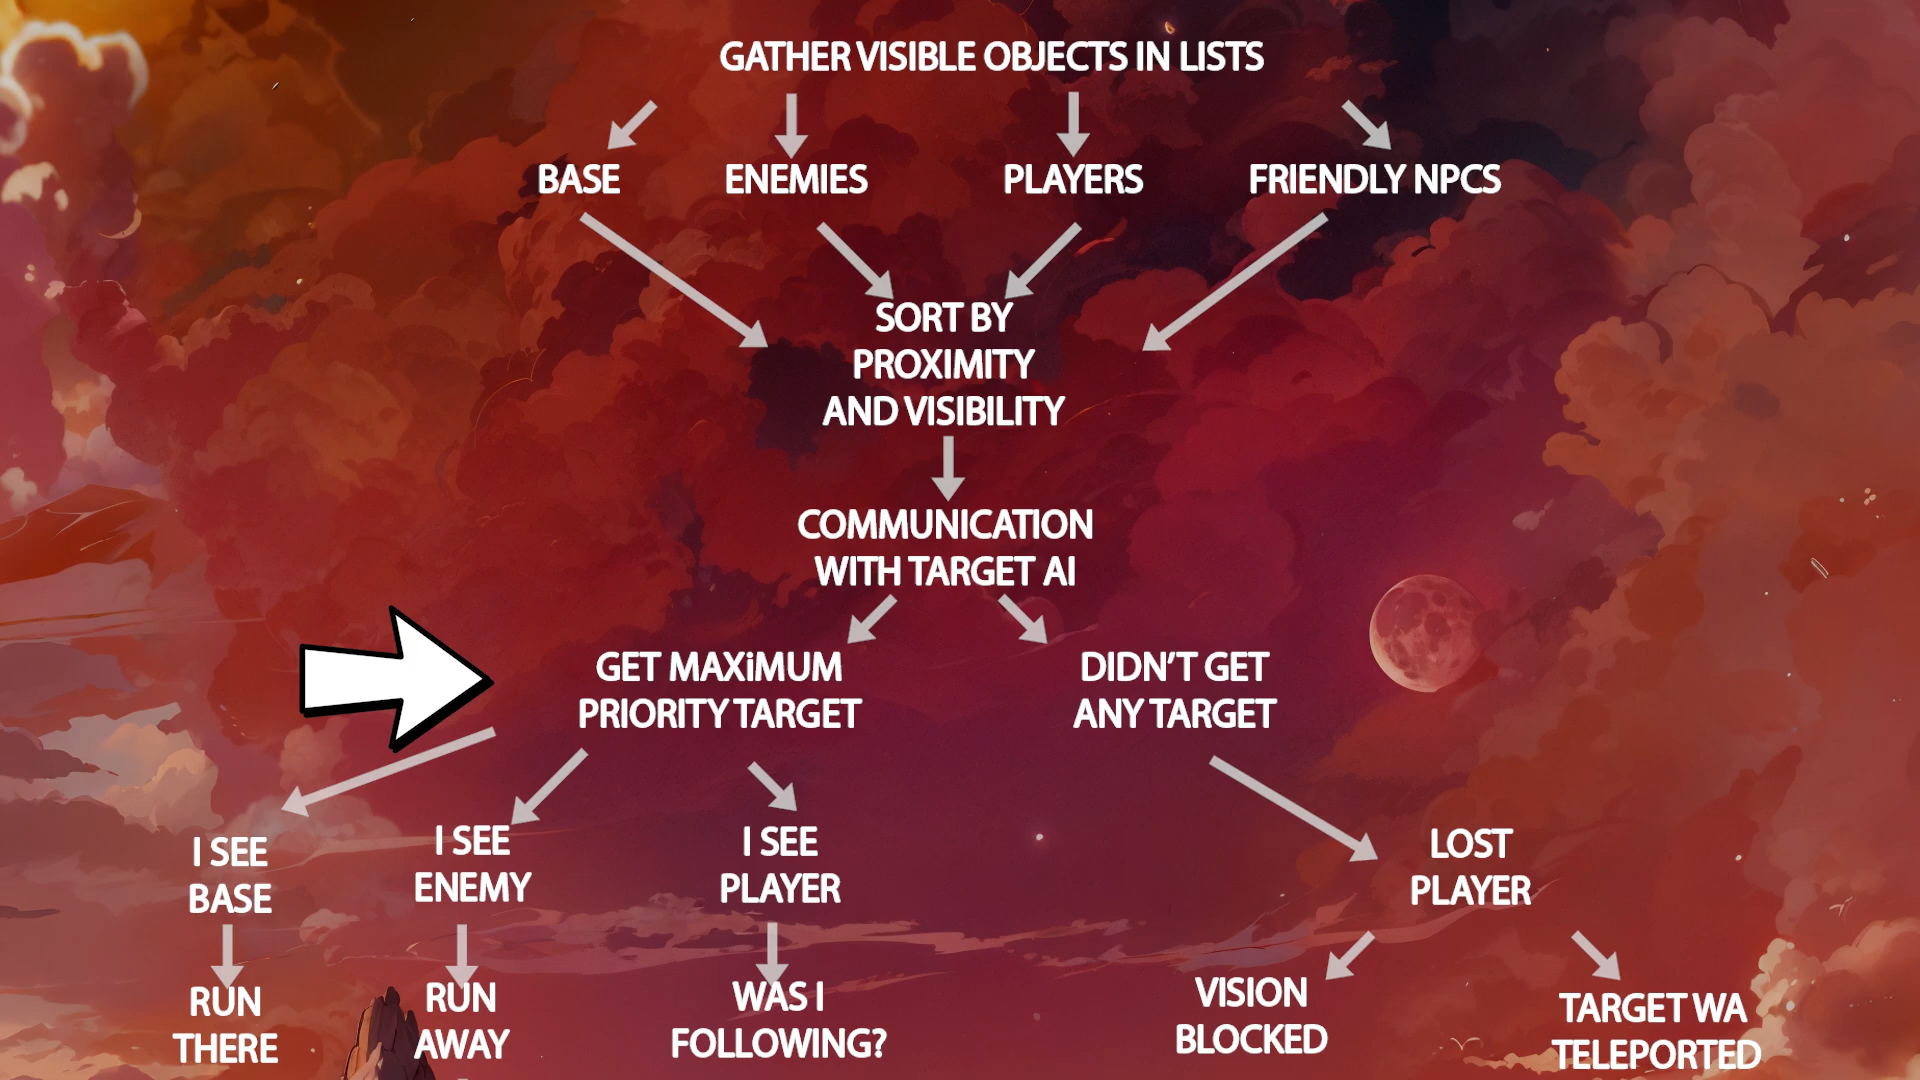 GATHER VISIBLE OBJECTS IN LISTS
BASE
ENEMIES
PLAYERS
FRIENDLY NPCS
SORT BY
PROXIMITY
AND VISIBILITY
COMMUNICATION
WITH TARGET AI
GET MAXiMUM
PRIORITY TARGET
DIDN'T GET
ANY TARGET
I SEE
BASE
I SEE
ENEMY
I SEE
PLAYER
LOST
PLAYER
RUN
THERE
RUN
AWAY
WAS I
FOLLOWING?
VISION
BLOCKED
TARGET WA
TELEPORTED